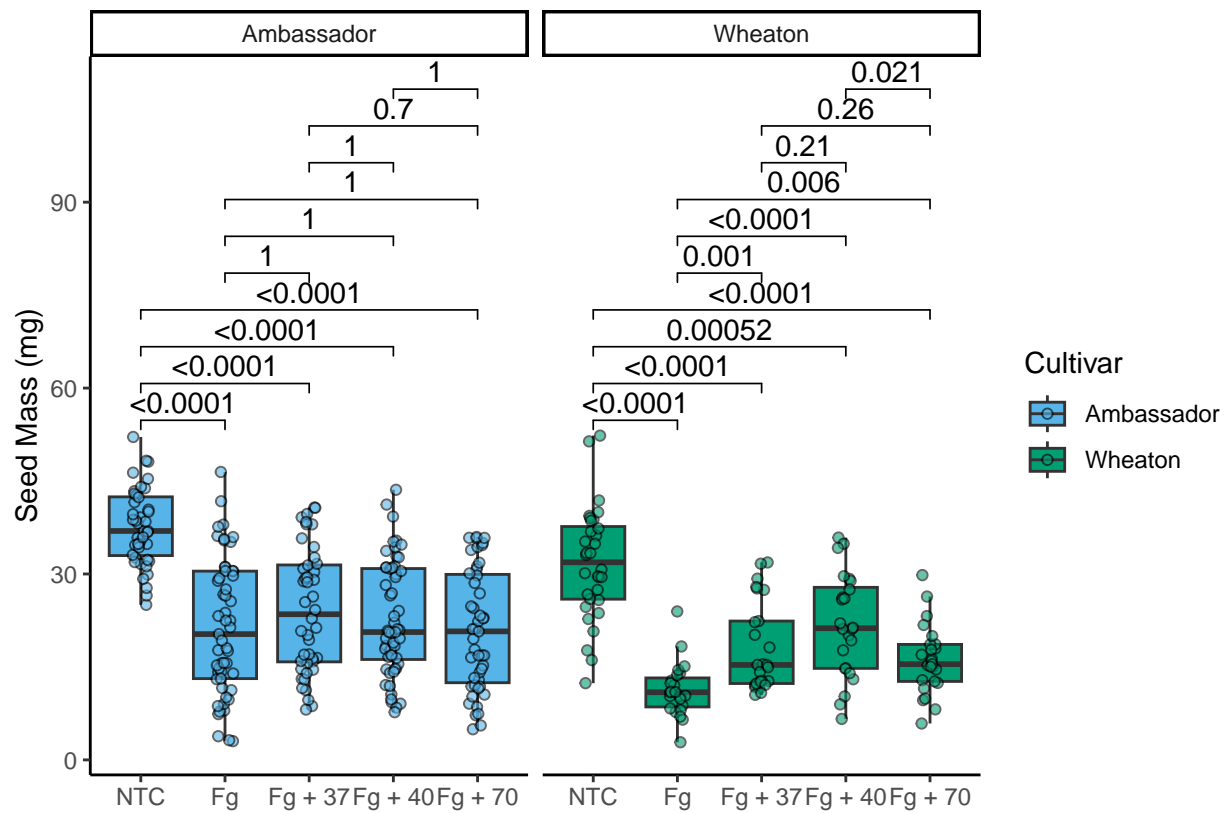 Ambassador Wheaton
1 0.021
0.7 0.26
1 0.21
1 0.006
90
1 <0.0001
1 0.001
<0.0001 <0.0001
<0.0001 0.00052
<0.0001 <0.0001
60
<0.0001 <0.0001
Seed Mass (mg)
Cultivar
Ambassador
Wheaton
30
0
NTC Fg Fg + 37 Fg + 40 Fg + 70 NTC Fg Fg + 37 Fg + 40 Fg + 70